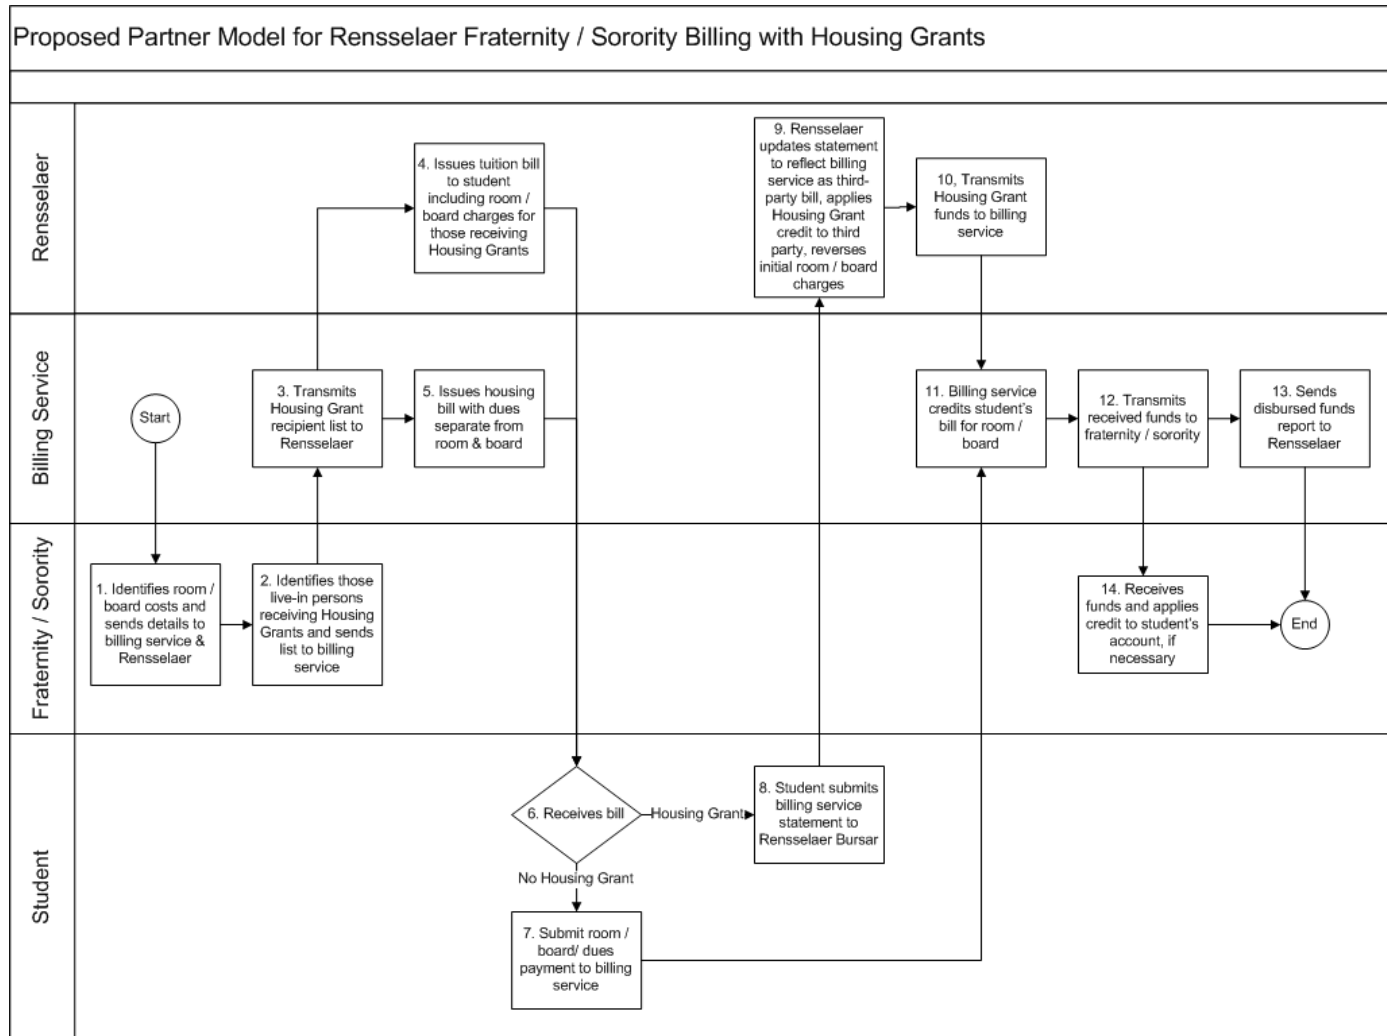 Proposed Partner Model for Rensselaer Fraternity / Sorority Billing with Housing Grants
Rensselaer
4. Issues tuition bill
to student
including room /
board charges for
those receiving
Housing Grants
9. Rensselaer
updates statement
to reflect billing
service as third-
party bill, applies
Housing Grant
credit to third
party, reverses
initial room / board
charges
10, Transmits
Housing Grant
funds to billing
service
Billing Service
Start
3. Transmits
Housing Grant
recipient list to
Rensselaer
5. Issues housing
bill with dues
separate from
room & board
11. Billing service
credits student's
bill for room /
board
12. Transmits
received funds to
fraternity / sorority
13. Sends
disbursed funds
report to
Rensselaer
Fraternity / Sorority
1. Identifies room /
board costs and
sends details to
billing service &
Rensselaer
2. Identifies those
live-in persons
receiving Housing
Grants and sends
list to billing
service
14. Receives
funds and applies
credit to student's
account, if
necessary
End
Student
6. Receives bill
Housing Grant
8. Student submits
billing service
statement to
Rensselaer Bursar
No Housing Grant
7. Submit room /
board/ dues
payment to billing
service